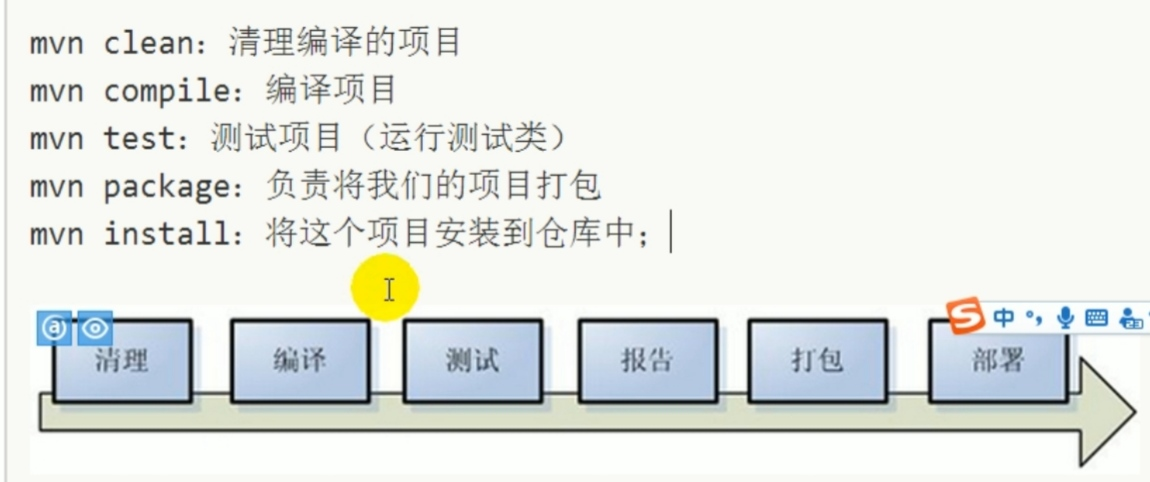 mvn clean：清理编译的项目
mvn compile：编译项目
mvn test：测试项目（运行测试类）
mvn package：负责将我们的项目打包
mvn install：将这个项目安装到仓库中；
@
S 中 °，
清理 编译 测试 报告 打包 部署